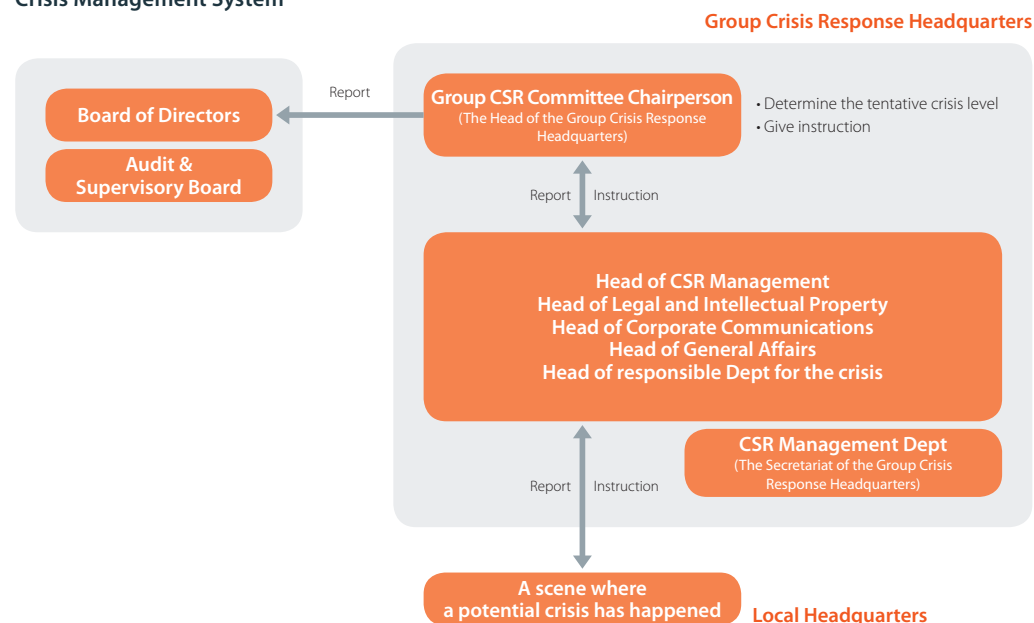 Crisis Management System
Group Crisis Response Headquarters
Board of Directors
Audit &
Supervisory Board
Report
Group CSR Committee Chairperson
(The Head of the Group Crisis Response
Headquarters)
• Determine the tentative crisis level
• Give instruction
Report
Instruction
Head of CSR Management
Head of Legal and Intellectual Property
Head of Corporate Communications
Head of General Affairs
Head of responsible Dept for the crisis
CSR Management Dept
(The Secretariat of the Group Crisis
Response Headquarters)
Report
Instruction
A scene where
a potential crisis has happened
Local Headquarters